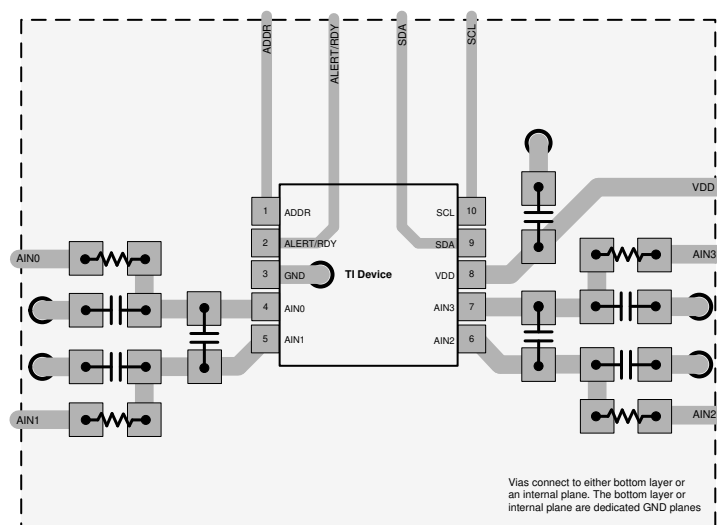 ADDR
ALERT/RDY
SDA
SCL
VDD
1 ADDR
SCL 10
2 ALERT/RDY
SDA 9
3 GND
TI Device
VDD 8
4 AIN0
AIN3 7
5 AIN1
AIN2 6
AIN0
AIN3
AIN1
AIN2
Vias connect to either bottom layer or
an internal plane. The bottom layer or
internal plane are dedicated GND planes